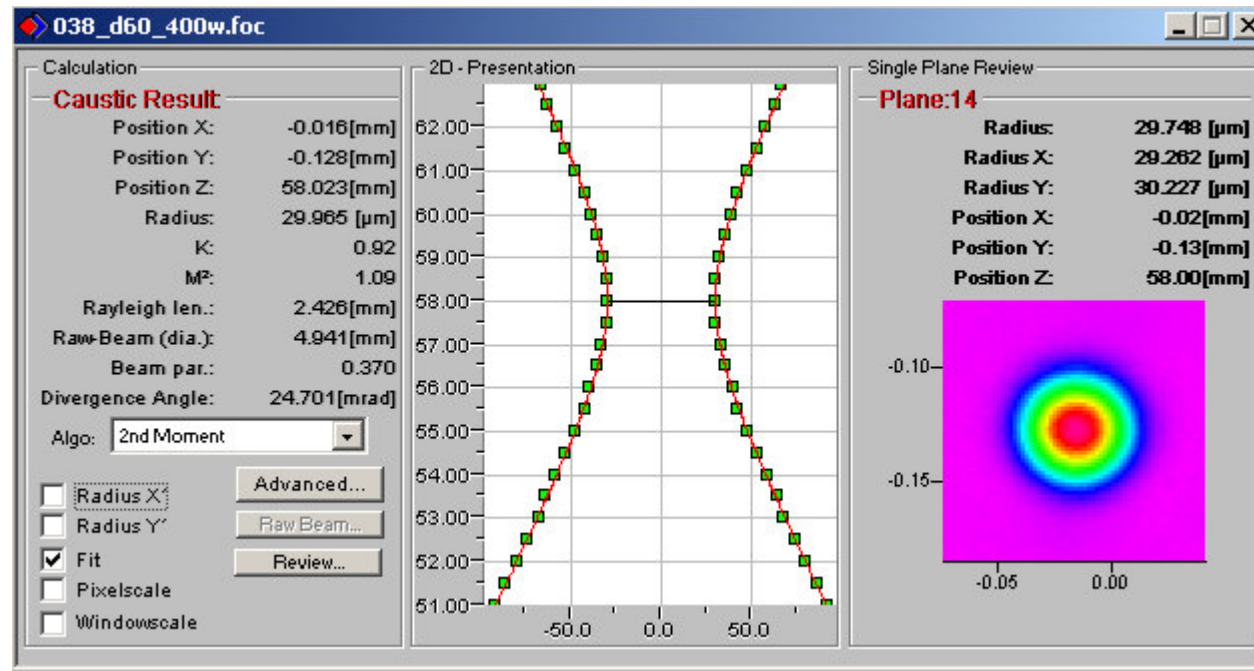 038_d60_400w.foc
Calculation
Caustic Result:
Position X: -0.016[mm]
Position Y: -0.128[mm]
Position Z: 58.023[mm]
Radius: 29.965 [µm]
K: 0.92
M²: 1.09
Rayleigh len.: 2.426[mm]
Raw-Beam (dia.): 4.941[mm]
Beam par.: 0.370
Divergence Angle: 24.701[mrad]
Algo: 2nd Moment
Radius X´
Radius Y´
Fit
Pixelscale
Windowscale
Advanced...
Raw Beam...
Review...
2D - Presentation
62.00
61.00
60.00
59.00
58.00
57.00
56.00
55.00
54.00
53.00
52.00
51.00
-50.0 0.0 50.0
Single Plane Review
Plane:14
Radius: 29.748 [µm]
Radius X: 29.262 [µm]
Radius Y: 30.227 [µm]
Position X: -0.02[mm]
Position Y: -0.13[mm]
Position Z: 58.00[mm]
-0.10
-0.15
-0.05 0.00